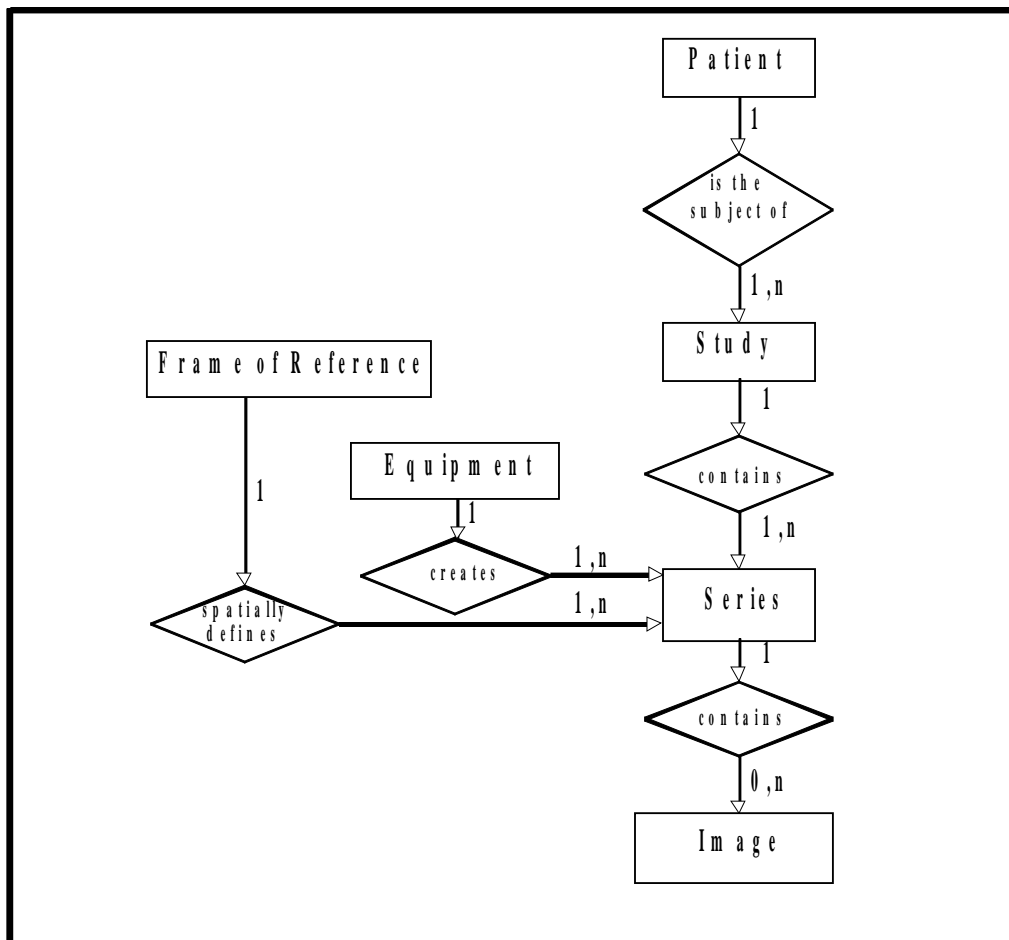 Patient
1
is the
subject of
1,n
Study
Frame of Reference
1
contains
Equipment
1
1
1,n
creates
1,n
Series
spatially
defines
1,n
1
contains
0,n
Image